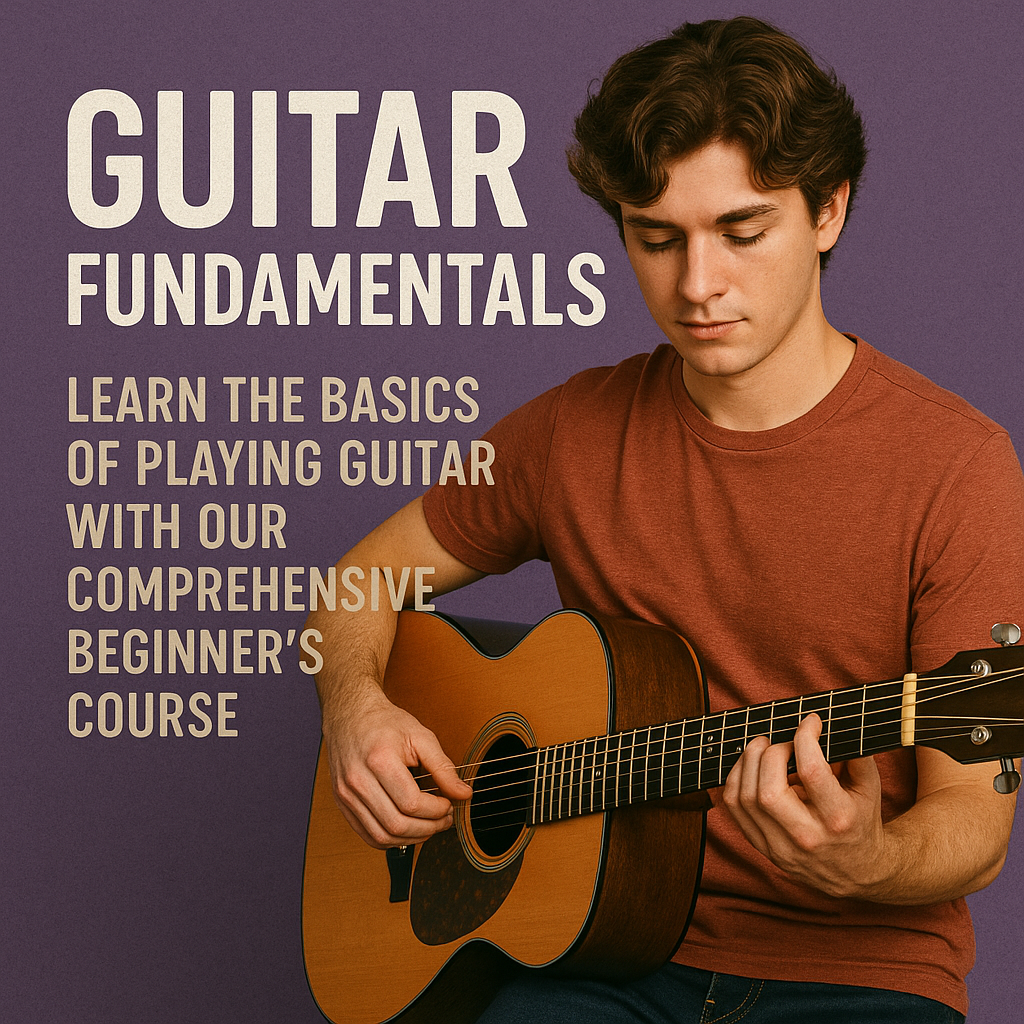 GUITAR
FUNDAMENTALS
LEARN THE BASICS
OF PLAYING GUITAR
WITH OUR
COMPREHENSIVE
BEGINNER’S
COURSE